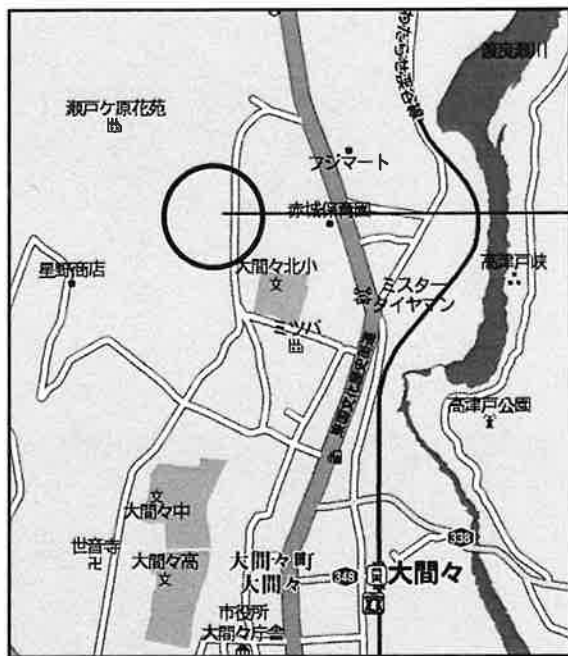 渡良瀬川
わたらせ渓谷線
瀬戸ケ原花苑
フジマート
赤城保育園
星野商店
大間々北小
高津戸峡
ミスター
タイヤマン
ミツバ
高津戸公園
大間々中
338
世音寺
大間々高
大間々町
大間々
348
大間々
市役所
大間々庁舎